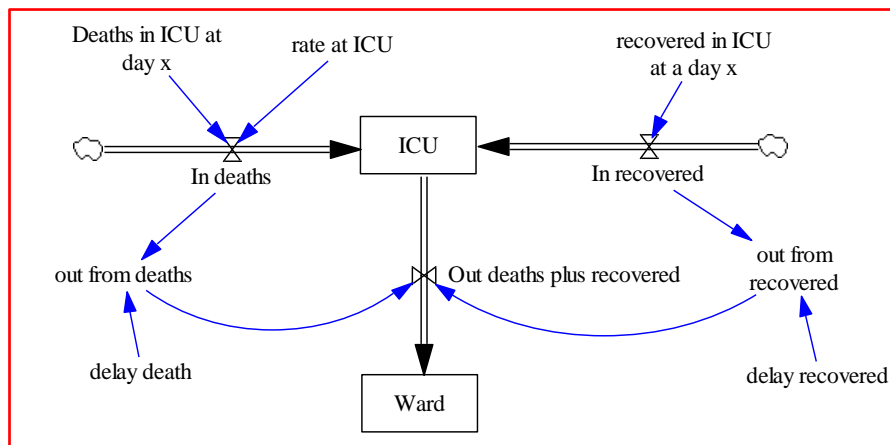 Deaths in ICU at
day x
rate at ICU
recovered in ICU
at a day x
ICU
In deaths
In recovered
out from deaths
Out deaths plus recovered
out from
recovered
delay death
delay recovered
Ward